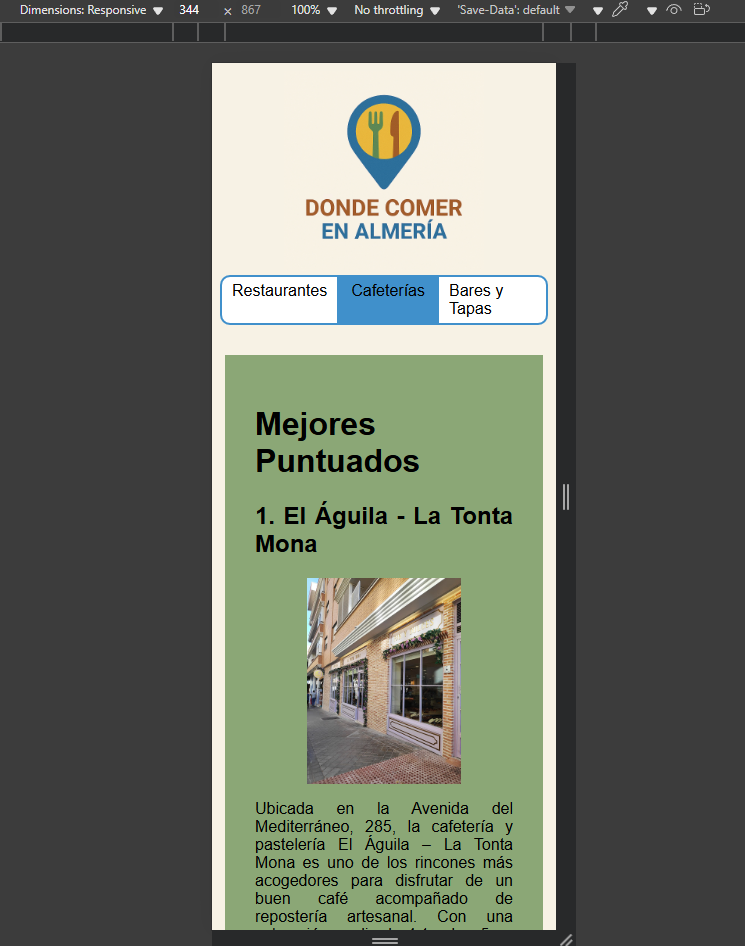 Dimensions: Responsive 344 × 867 100% No throttling 'Save-Data': default
DONDE COMER
EN ALMERÍA
Restaurantes Cafeterías Bares y
Tapas
Mejores
Puntuados
1. El Águila - La Tonta
Mona
Ubicada en la Avenida del
Mediterráneo, 285, la cafetería y
pastelería El Águila – La Tonta
Mona es uno de los rincones más
acogedores para disfrutar de un
buen café acompañado de
repostería artesanal. Con una